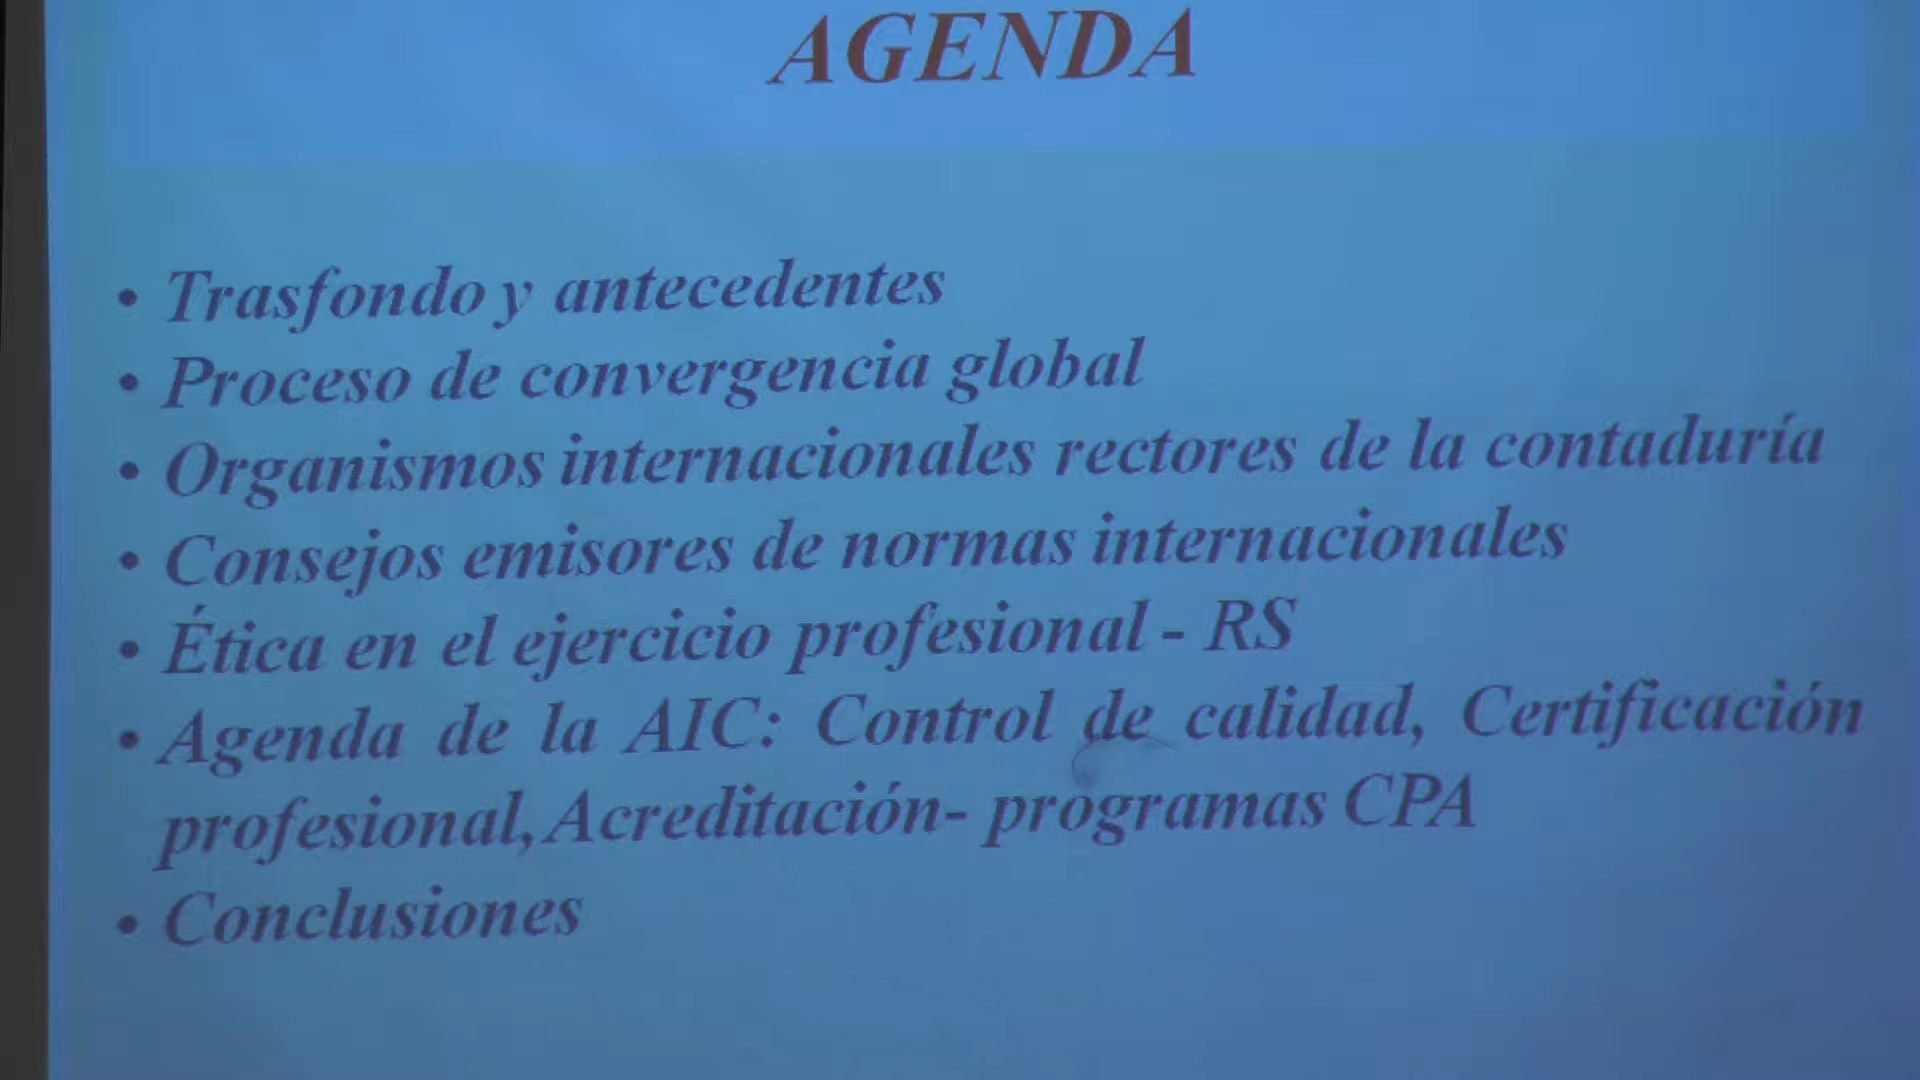 AGENDA
• Trasfondo y antecedentes
• Proceso de convergencia global
• Organismos internacionales rectores de la contaduría
• Consejos emisores de normas internacionales
• Ética en el ejercicio profesional - RS
• Agenda de la AIC: Control de calidad, Certificación
profesional, Acreditación- programas CPA
• Conclusiones